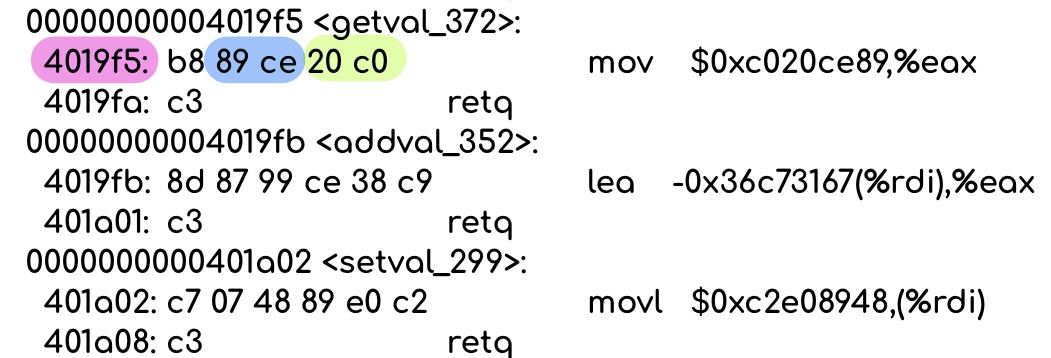 00000000004019f5 <getval_372>:
4019f5: b8 89 ce 20 c0 mov $0xc020ce89,%eax
4019fa: c3 retq
00000000004019fb <addval_352>:
4019fb: 8d 87 99 ce 38 c9 lea -0x36c73167(%rdi),%eax
401a01: c3 retq
0000000000401a02 <setval_299>:
401a02: c7 07 48 89 e0 c2 movl $0xc2e08948,(%rdi)
401a08: c3 retq